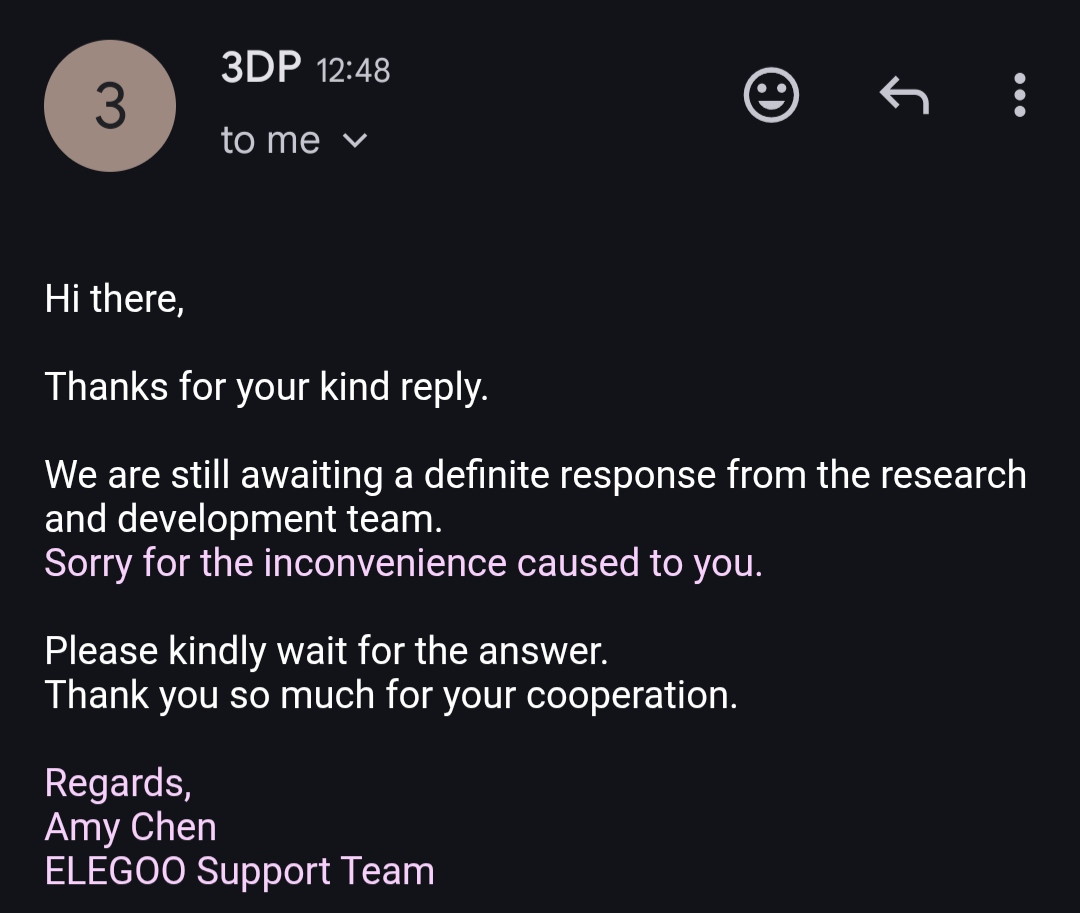 3
3DP 12:48
to me
Hi there,
Thanks for your kind reply.
We are still awaiting a definite response from the research
and development team.
Sorry for the inconvenience caused to you.
Please kindly wait for the answer.
Thank you so much for your cooperation.
Regards,
Amy Chen
ELEGOO Support Team